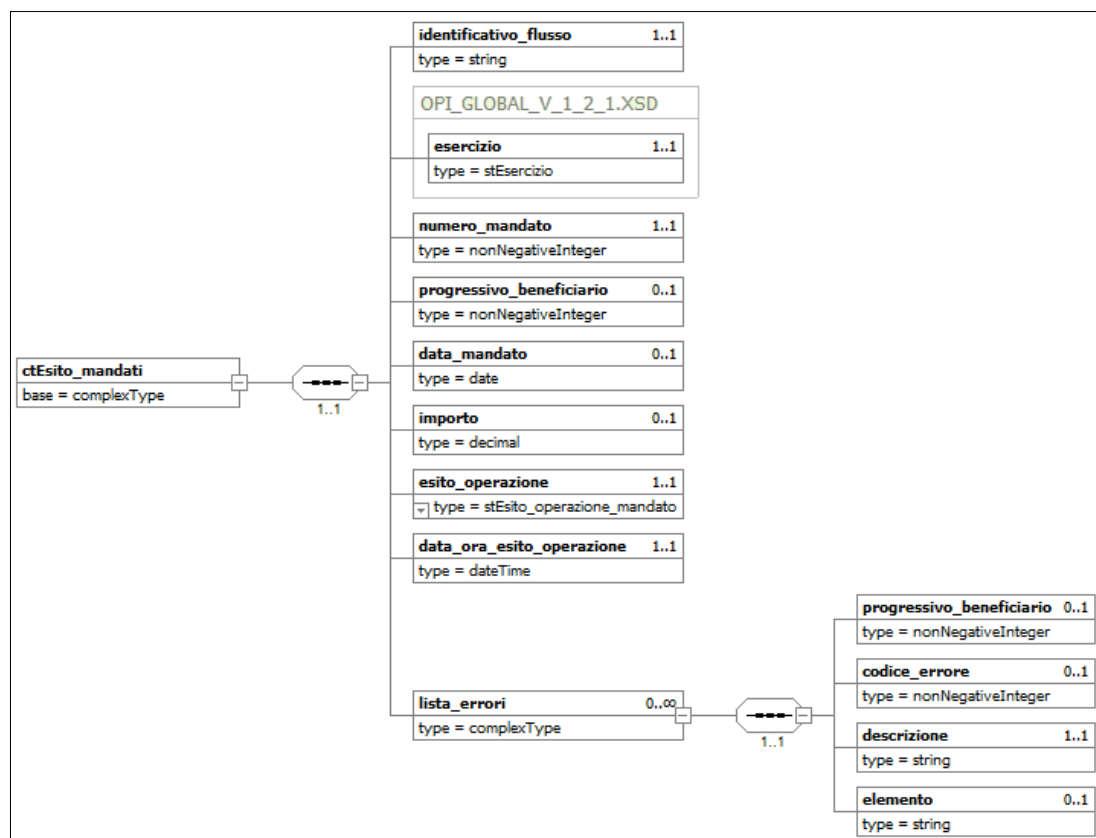 identificativo_flusso 1..1
type = string
OPI_GLOBAL_V_1_2_1.XSD
esercizio 1..1
type = stEsercizio
numero_mandato 1..1
type = nonNegativeInteger
progressivo_beneficiario 0..1
type = nonNegativeInteger
data_mandato 0..1
type = date
ctEsito_mandati
base = complexType
1..1
importo 0..1
type = decimal
esito_operazione 1..1
type = stEsito_operazione_mandato
data_ora_esito_operazione 1..1
type = dateTime
lista_errori 0..∞
type = complexType
1..1
progressivo_beneficiario 0..1
type = nonNegativeInteger
codice_errore 0..1
type = nonNegativeInteger
descrizione 1..1
type = string
elemento 0..1
type = string